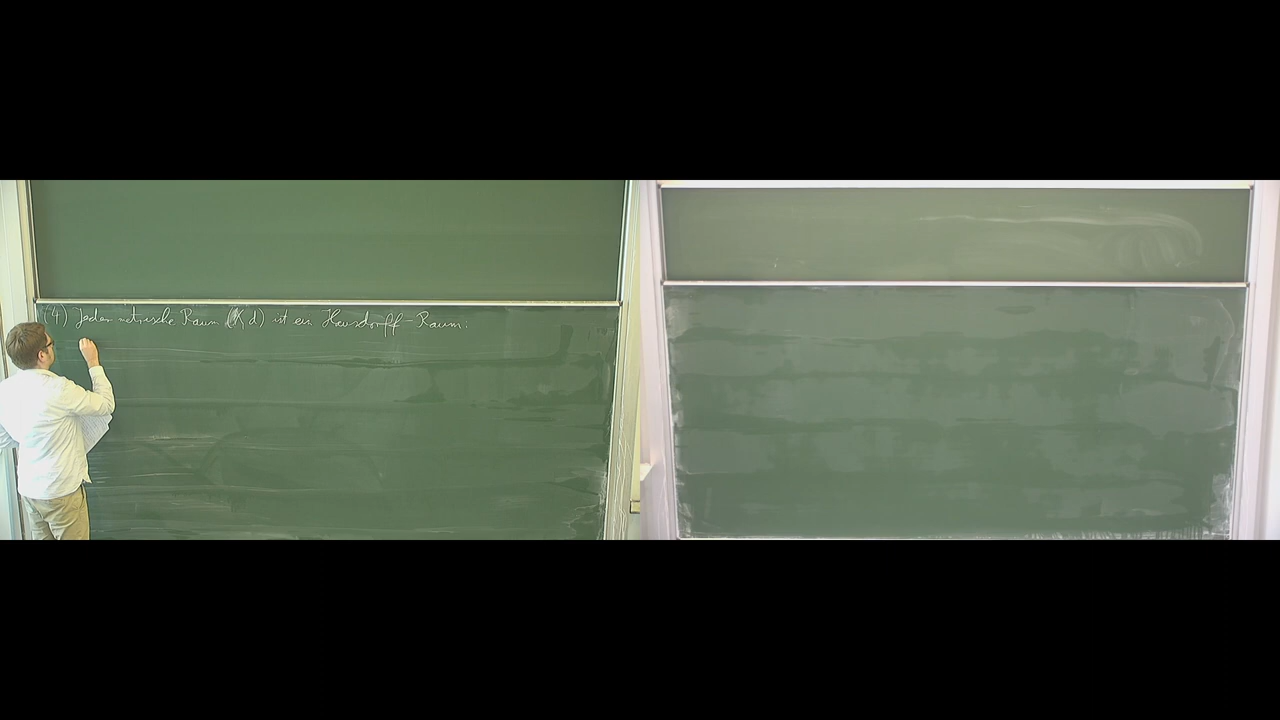 (4) Jeder metrische Raum (X, d) ist ein Hausdorff-Raum: